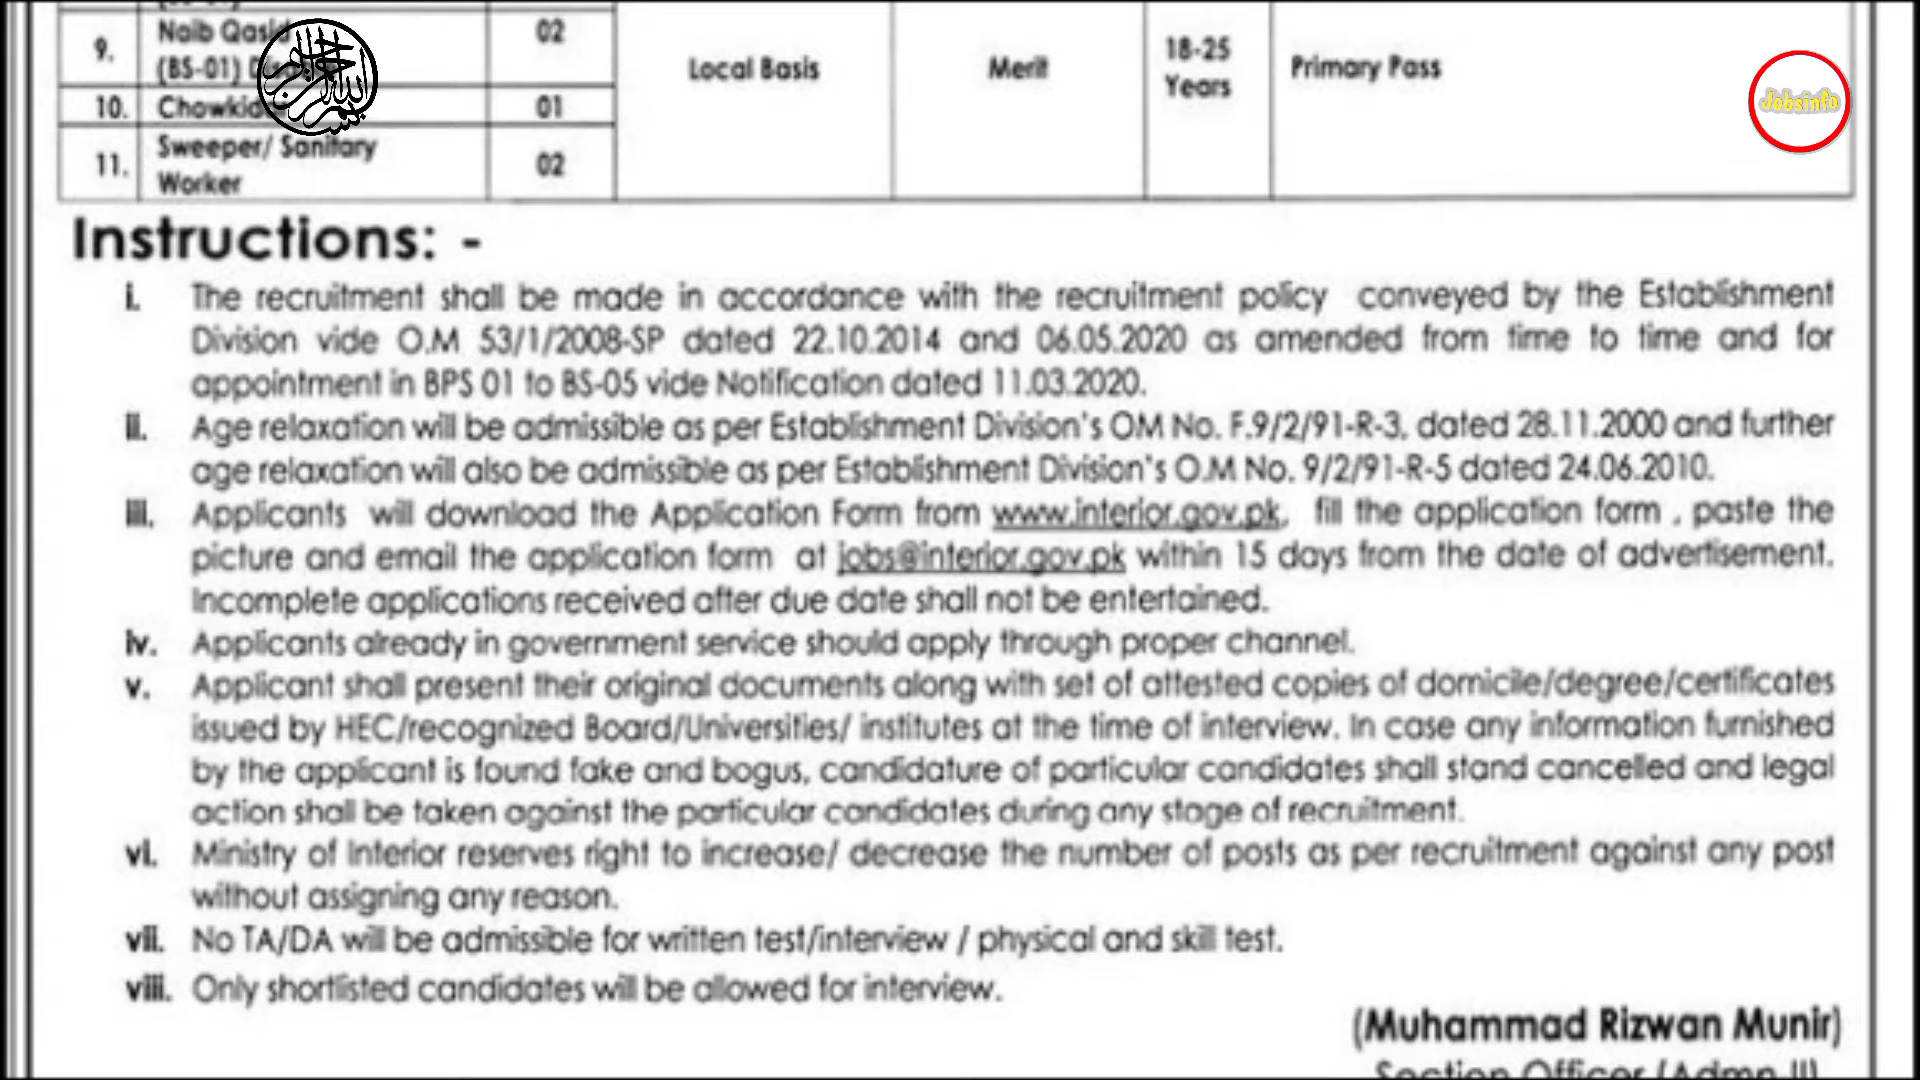 9. Naib Qasid 02
(BS-01)
Local Basis Merit 18-25 Years Primary Pass
Jobsinfo
10. 01
11. Sweeper/ Sanitary Worker 02
Instructions: -
i. The recruitment shall be made in accordance with the recruitment policy conveyed by the Establishment
Division vide O.M 53/1/2008-SP dated 22.10.2014 and 06.05.2020 as amended from time to time and for
appointment in BPS 01 to BS-05 vide Notification dated 11.03.2020.
ii. Age relaxation will be admissible as per Establishment Division's OM No. F.9/2/91-R-3, dated 28.11.2000 and further
age relaxation will also be admissible as per Establishment Division's O.M No. 9/2/91-R-5 dated 24.06.2010.
iii. Applicants will download the Application Form from www.interior.gov.pk, fill the application form , paste the
picture and email the application form at jobs@interior.gov.pk within 15 days from the date of advertisement.
Incomplete applications received after due date shall not be entertained.
iv. Applicants already in government service should apply through proper channel.
v. Applicant shall present their original documents along with set of attested copies of domicile/degree/certificates
issued by HEC/recognized Board/Universities/ institutes at the time of interview. In case any information furnished
by the applicant is found fake and bogus, candidature of particular candidates shall stand cancelled and legal
action shall be taken against the particular candidates during any stage of recruitment.
vi. Ministry of Interior reserves right to increase/ decrease the number of posts as per recruitment against any post
without assigning any reason.
vii. No TA/DA will be admissible for written test/interview / physical and skill test.
viii. Only shortlisted candidates will be allowed for interview.
(Muhammad Rizwan Munir)
Section Officer (Admn-II)